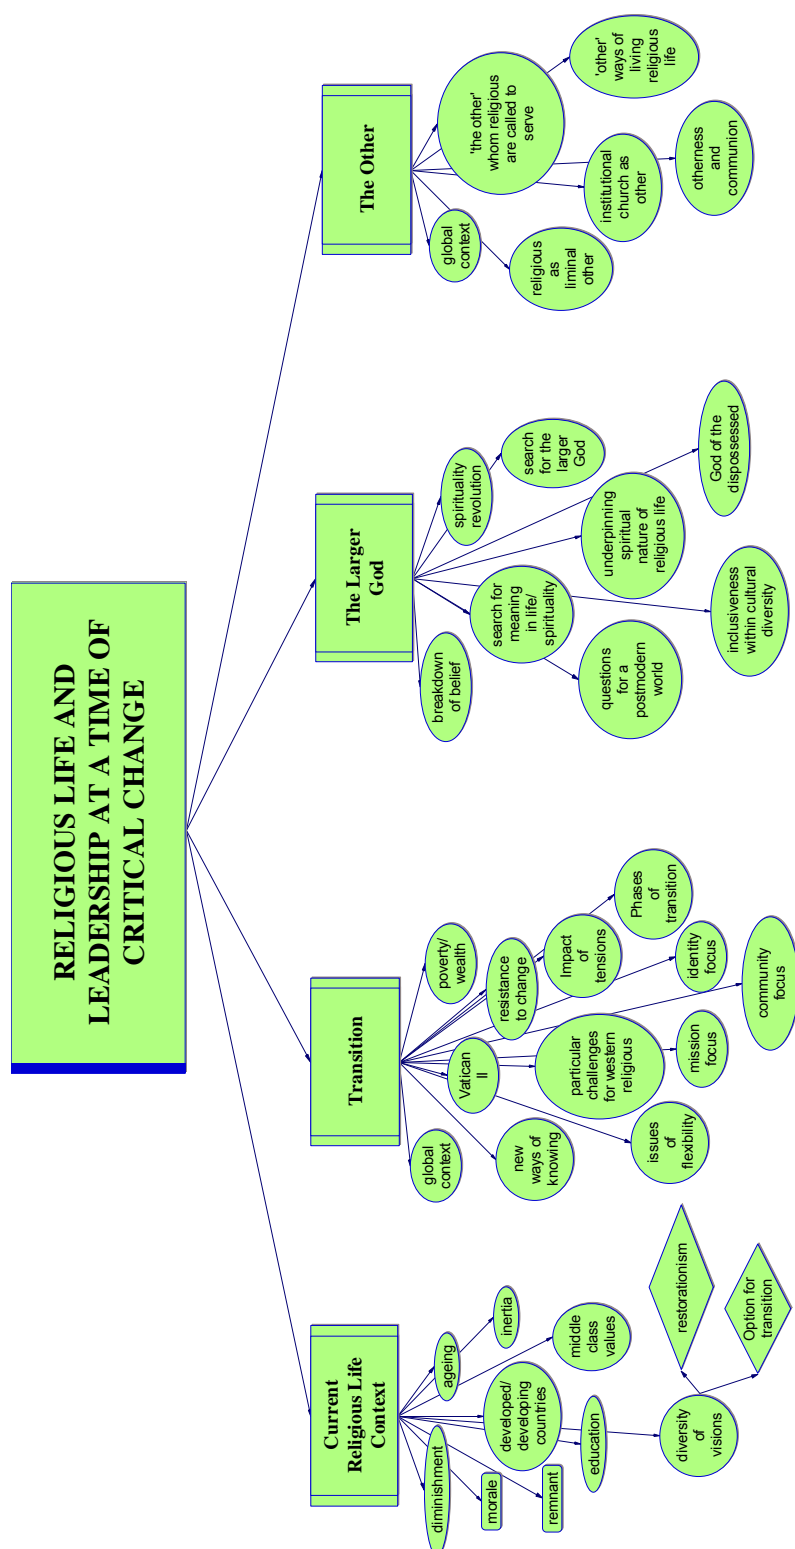 RELIGIOUS LIFE AND
LEADERSHIP AT A TIME OF
CRITICAL CHANGE
Current
Religious Life
Context
diminishment
morale
remnant
ageing
inertia
middle
class
values
developed/
developing
countries
education
diversity
of
visions
restorationism
Option for
transition
Transition
global
context
new
ways of
knowing
Vatican
II
poverty/
wealth
resistance
to change
Impact
of
tensions
Phases
of
transition
particular
challenges
for western
religious
identity
focus
mission
focus
community
focus
issues
of
flexibility
The Larger
God
breakdown
of belief
spirituality
revolution
search
for the
larger
God
search for
meaning
in life/
spirituality
underpinning
spiritual
nature of
religious life
questions
for a
postmodern
world
God of the
dispossessed
inclusiveness
within cultural
diversity
The Other
global
context
religious
as
liminal
other
'the other'
whom religious
are called to
serve
institutional
church as
other
'other'
ways of
living
religious
life
otherness
and
communion